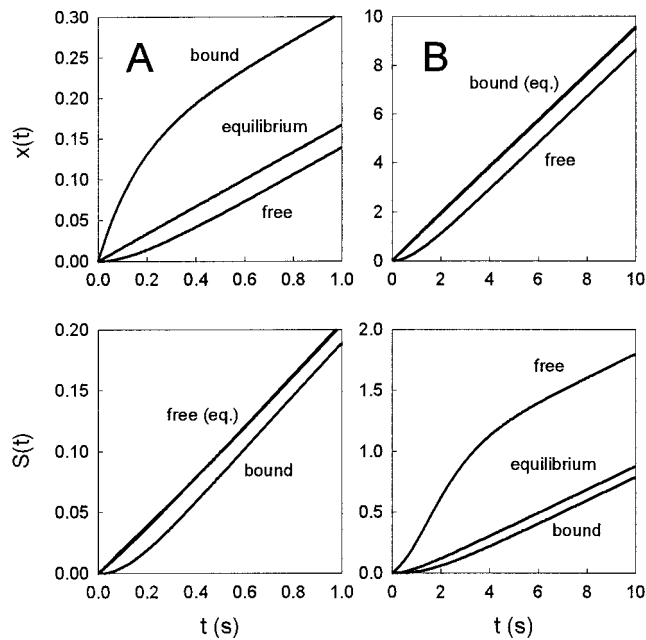 A
x(t)
0.30
0.25
0.20
0.15
0.10
0.05
0.00
bound
equilibrium
free
0.0 0.2 0.4 0.6 0.8 1.0
B
10
8
6
4
2
0
bound (eq.)
free
0 2 4 6 8 10
S(t)
0.20
0.15
0.10
0.05
0.00
free (eq.)
bound
0.0 0.2 0.4 0.6 0.8 1.0
t (s)
2.0
1.5
1.0
0.5
0.0
free
equilibrium
bound
0 2 4 6 8 10
t (s)